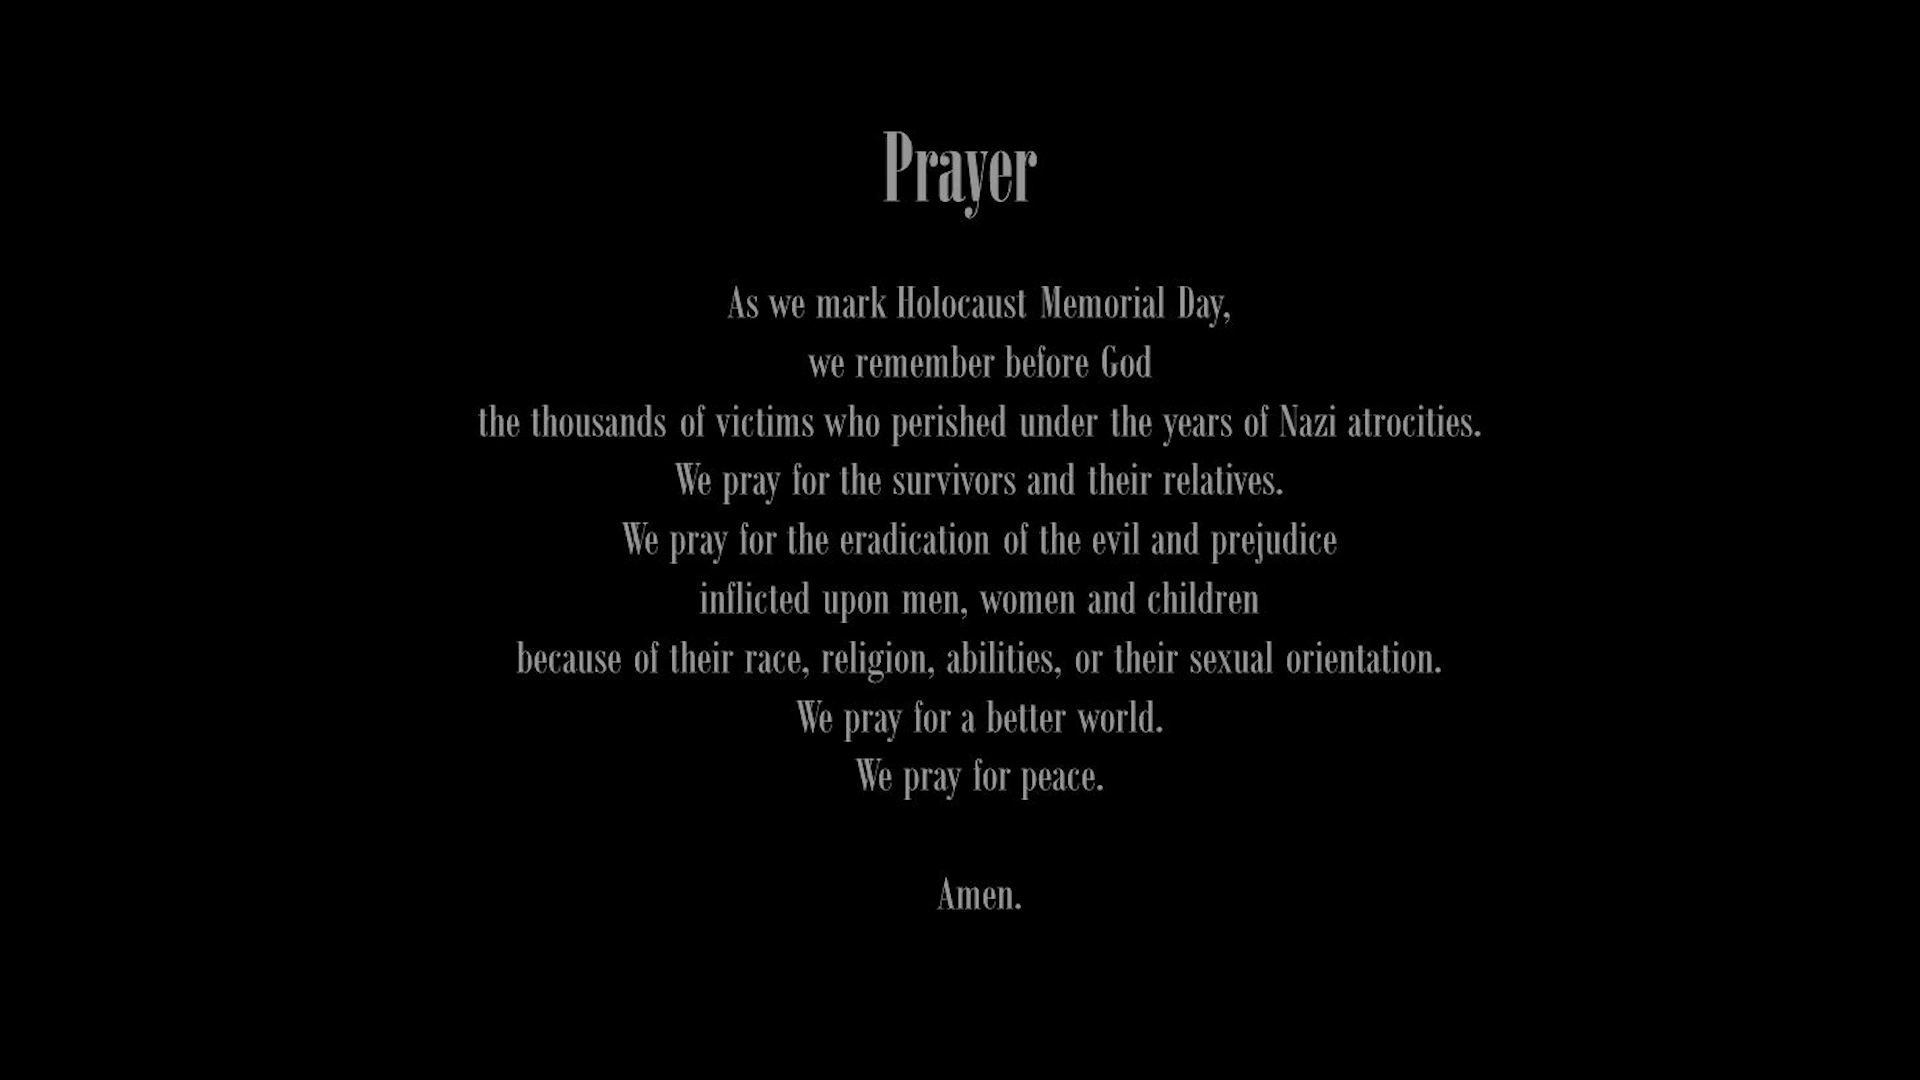 Prayer
As we mark Holocaust Memorial Day,
we remember before God
the thousands of victims who perished under the years of Nazi atrocities.
We pray for the survivors and their relatives.
We pray for the eradication of the evil and prejudice
inflicted upon men, women and children
because of their race, religion, abilities, or their sexual orientation.
We pray for a better world.
We pray for peace.
Amen.